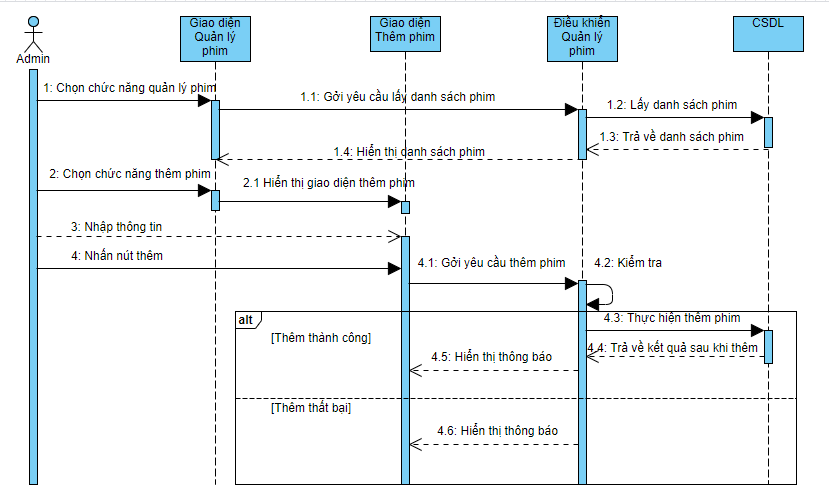 Giao diện
Quản lý
phim
Giao diện
Thêm phim
Điều khiển
Quản lý
phim
CSDL
Admin
1: Chọn chức năng quản lý phim
1.1: Gởi yêu cầu lấy danh sách phim
1.2: Lấy danh sách phim
1.3: Trả về danh sách phim
1.4: Hiển thị danh sách phim
2: Chọn chức năng thêm phim
2.1 Hiển thị giao diện thêm phim
3: Nhập thông tin
4: Nhấn nút thêm
4.1: Gởi yêu cầu thêm phim
4.2: Kiểm tra
alt
4.3: Thực hiện thêm phim
[Thêm thành công]
4.4: Trả về kết quả sau khi thêm
4.5: Hiển thị thông báo
[Thêm thất bại]
4.6: Hiển thị thông báo